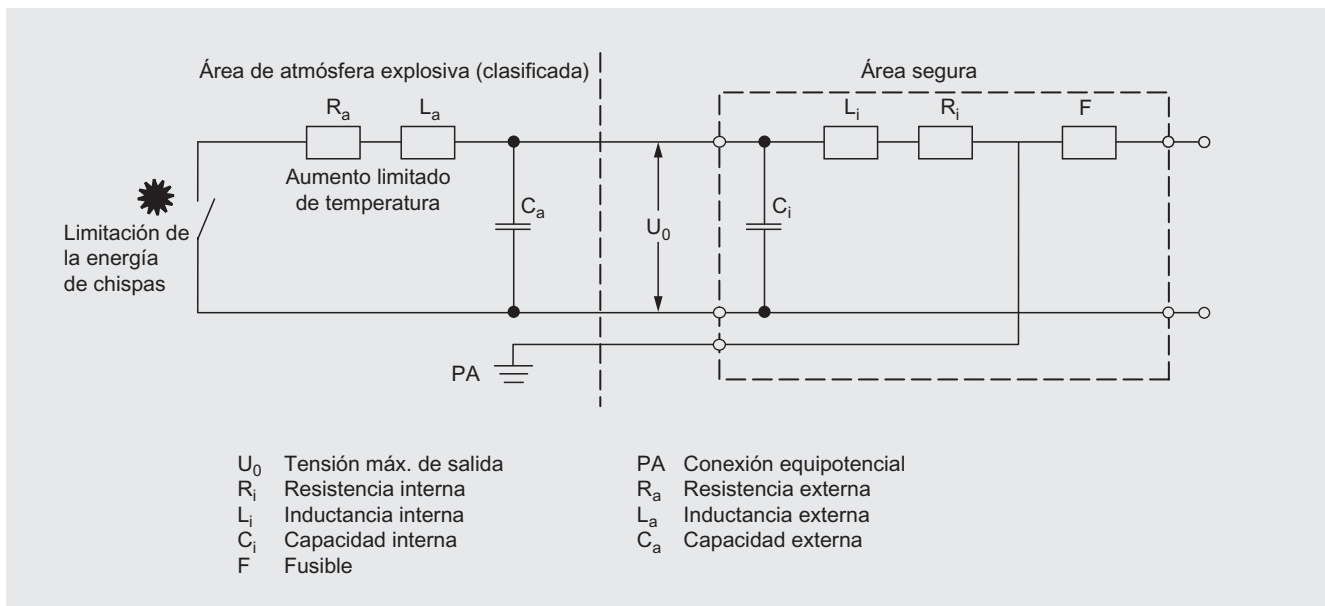 Área de atmósfera explosiva (clasificada)
Área segura
Ra
La
Li
Ri
F
Aumento limitado
de temperatura
Ca
U0
Ci
Limitación de
la energía
de chispas
PA
U0 Tensión máx. de salida
Ri Resistencia interna
Li Inductancia interna
Ci Capacidad interna
F Fusible
PA Conexión equipotencial
Ra Resistencia externa
La Inductancia externa
Ca Capacidad externa